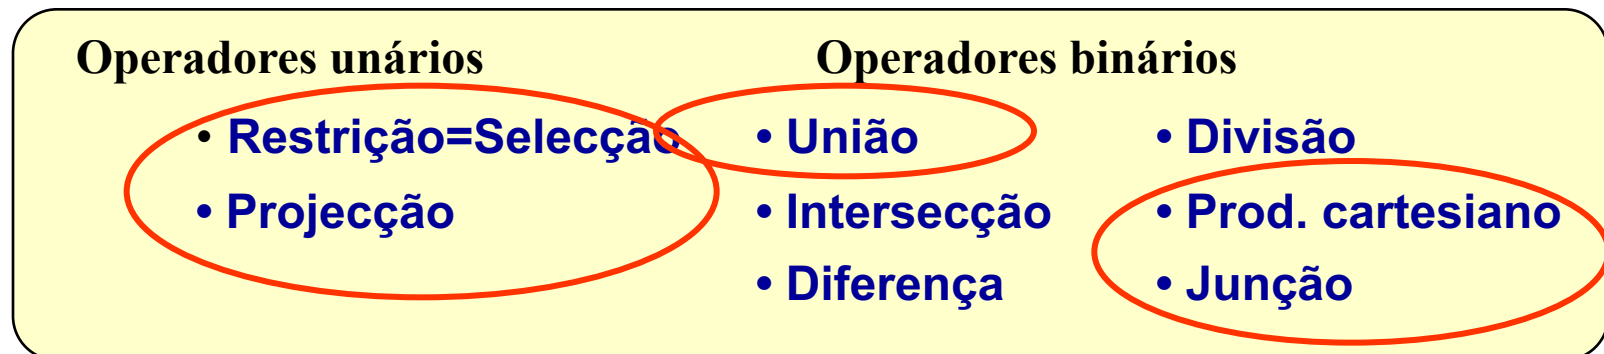 Operadores unários
• Restrição=Selecção
• Projecção
Operadores binários
• União
• Intersecção
• Diferença
• Divisão
• Prod. cartesiano
• Junção